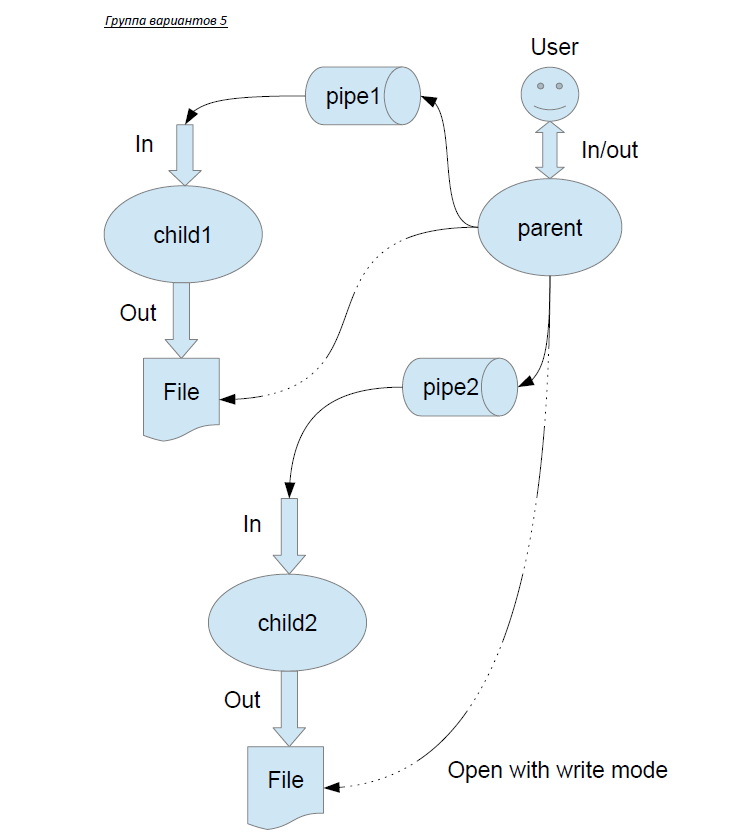 Группа вариантов 5
User
pipe1
In
In/out
child1
parent
Out
File
pipe2
In
child2
Out
File
Open with write mode